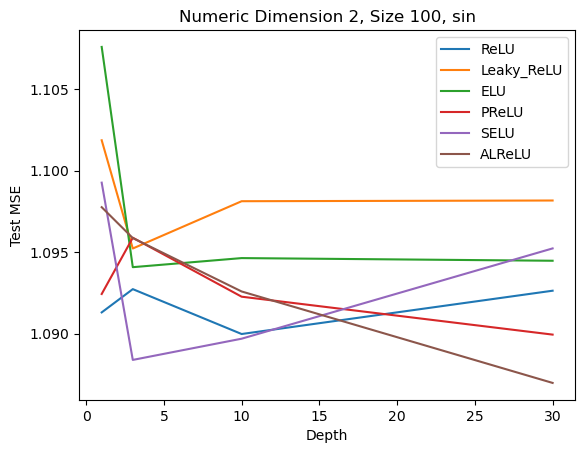 Numeric Dimension 2, Size 100, sin
ReLU
Leaky_ReLU
ELU
PReLU
SELU
ALReLU
1.105
1.100
1.095
1.090
Test MSE
0
5
10
15
20
25
30
Depth